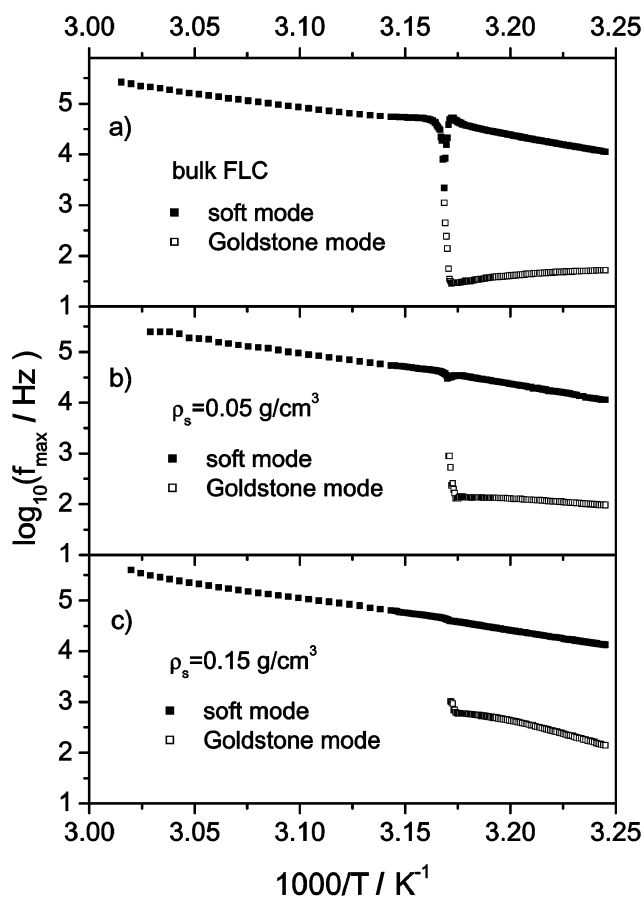 3.00 3.05 3.10 3.15 3.20 3.25
5
4
3
2
1
a)
bulk FLC
soft mode
Goldstone mode
log10(fmax / Hz)
5
4
3
2
1
b)
ρs=0.05 g/cm3
soft mode
Goldstone mode
5
4
3
2
1
c)
ρs=0.15 g/cm3
soft mode
Goldstone mode
3.00 3.05 3.10 3.15 3.20 3.25
1000/T / K-1